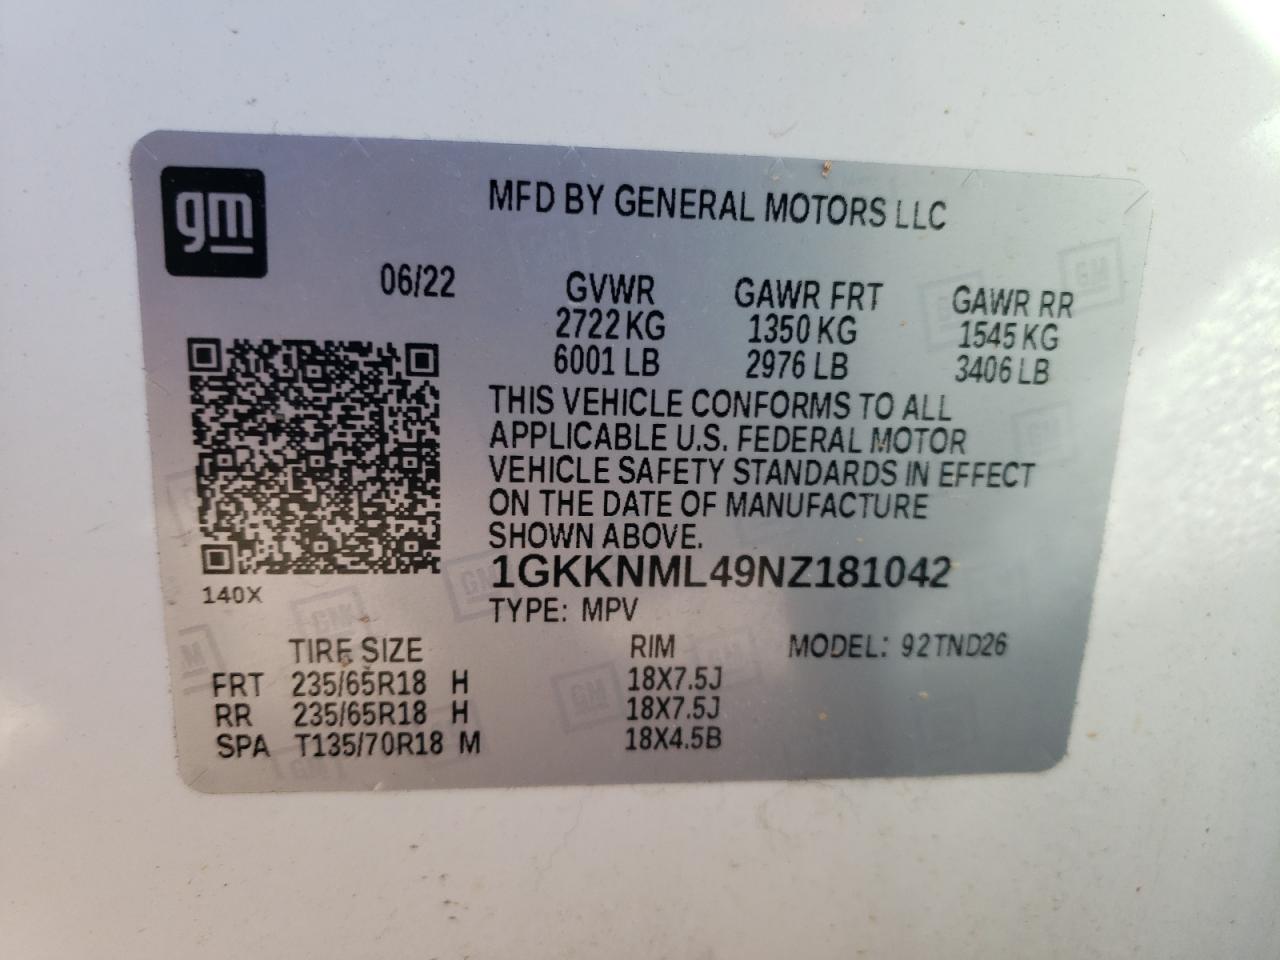 gm
MFD BY GENERAL MOTORS LLC
06/22 GVWR GAWR FRT GAWR RR
2722 KG 1350 KG 1545 KG
6001 LB 2976 LB 3406 LB
THIS VEHICLE CONFORMS TO ALL
APPLICABLE U.S. FEDERAL MOTOR
VEHICLE SAFETY STANDARDS IN EFFECT
ON THE DATE OF MANUFACTURE
SHOWN ABOVE.
140X
1GKKNML49NZ181042
TYPE: MPV
TIRE SIZE RIM MODEL: 92TND26
FRT 235/65R18 H 18X7.5J
RR 235/65R18 H 18X7.5J
SPA T135/70R18 M 18X4.5B